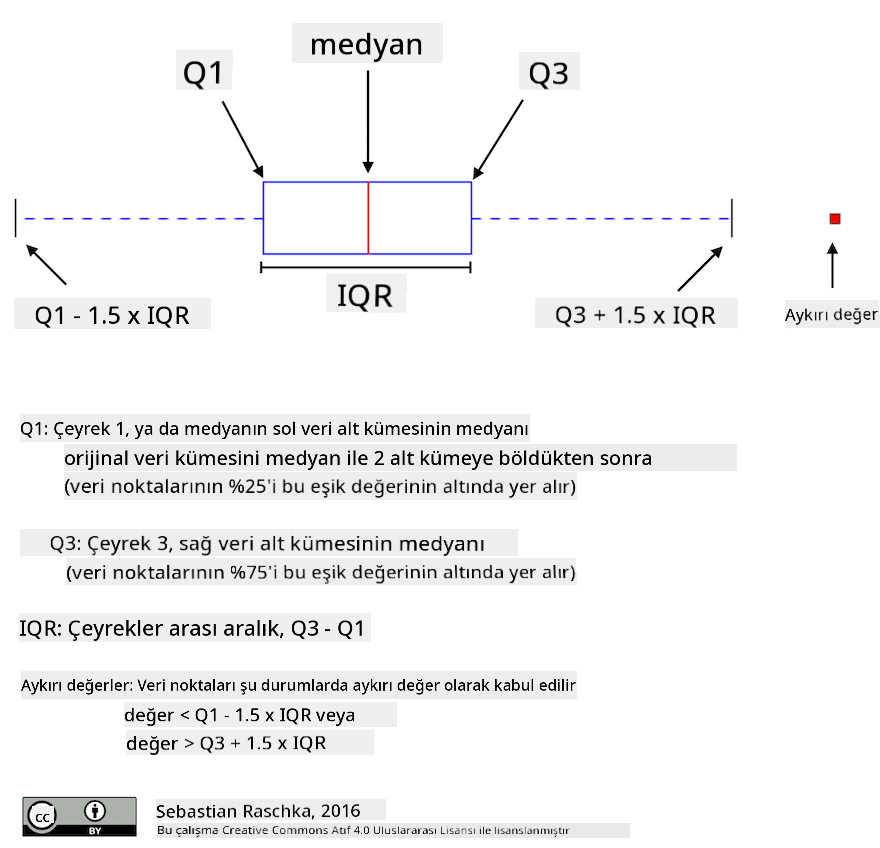 medyan
Q1
Q3
Q1 - 1.5 x IQR
IQR
Q3 + 1.5 x IQR
Aykırı değer
Q1: Çeyrek 1, ya da medyanın sol veri alt kümesinin medyanı
orijinal veri kümesini medyan ile 2 alt kümeye böldükten sonra
(veri noktalarının %25'i bu eşik değerinin altında yer alır)
Q3: Çeyrek 3, sağ veri alt kümesinin medyanı
(veri noktalarının %75'i bu eşik değerinin altında yer alır)
IQR: Çeyrekler arası aralık, Q3 - Q1
Aykırı değerler: Veri noktaları şu durumlarda aykırı değer olarak kabul edilir
değer < Q1 - 1.5 x IQR veya
değer > Q3 + 1.5 x IQR
cc BY
Sebastian Raschka, 2016
Bu çalışma Creative Commons Atıf 4.0 Uluslararası Lisansı ile lisanslanmıştır